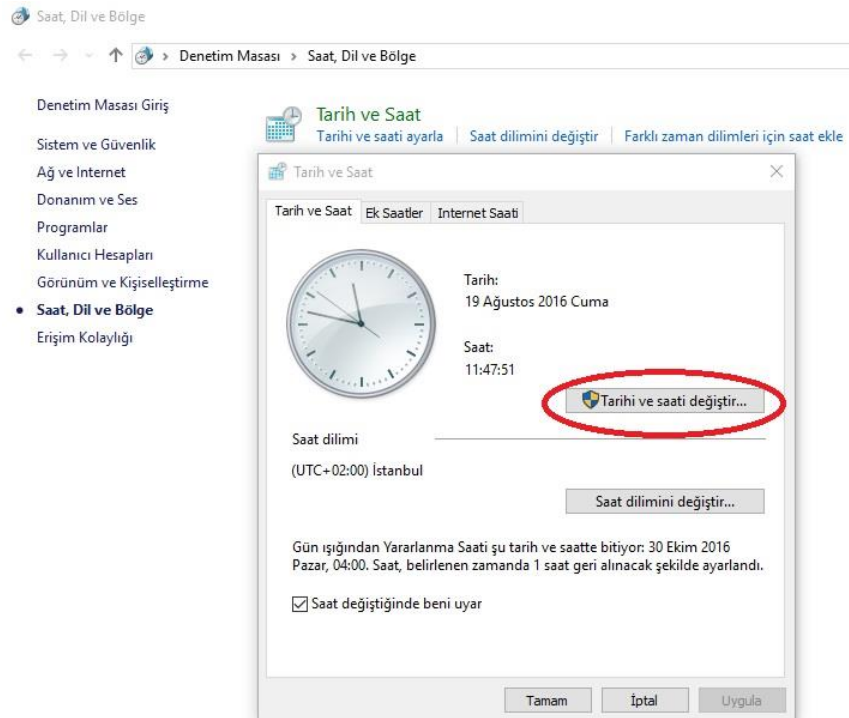 Saat, Dil ve Bölge
Denetim Masası > Saat, Dil ve Bölge
Denetim Masası Giriş
Sistem ve Güvenlik
Ağ ve Internet
Donanım ve Ses
Programlar
Kullanıcı Hesapları
Görünüm ve Kişiselleştirme
Saat, Dil ve Bölge
Erişim Kolaylığı
Tarih ve Saat
Tarihi ve saati ayarla | Saat dilimini değiştir | Farklı zaman dilimleri için saat ekle
Tarih ve Saat
Tarih ve Saat Ek Saatler Internet Saati
Tarih:
19 Ağustos 2016 Cuma
Saat:
11:47:51
Tarihi ve saati değiştir...
Saat dilimi
(UTC+02:00) İstanbul
Saat dilimini değiştir...
Gün ışığından Yararlanma Saati şu tarih ve saatte bitiyor: 30 Ekim 2016
Pazar, 04:00. Saat, belirlenen zamanda 1 saat geri alınacak şekilde ayarlandı.
Saat değiştiğinde beni uyar
Tamam İptal Uygula